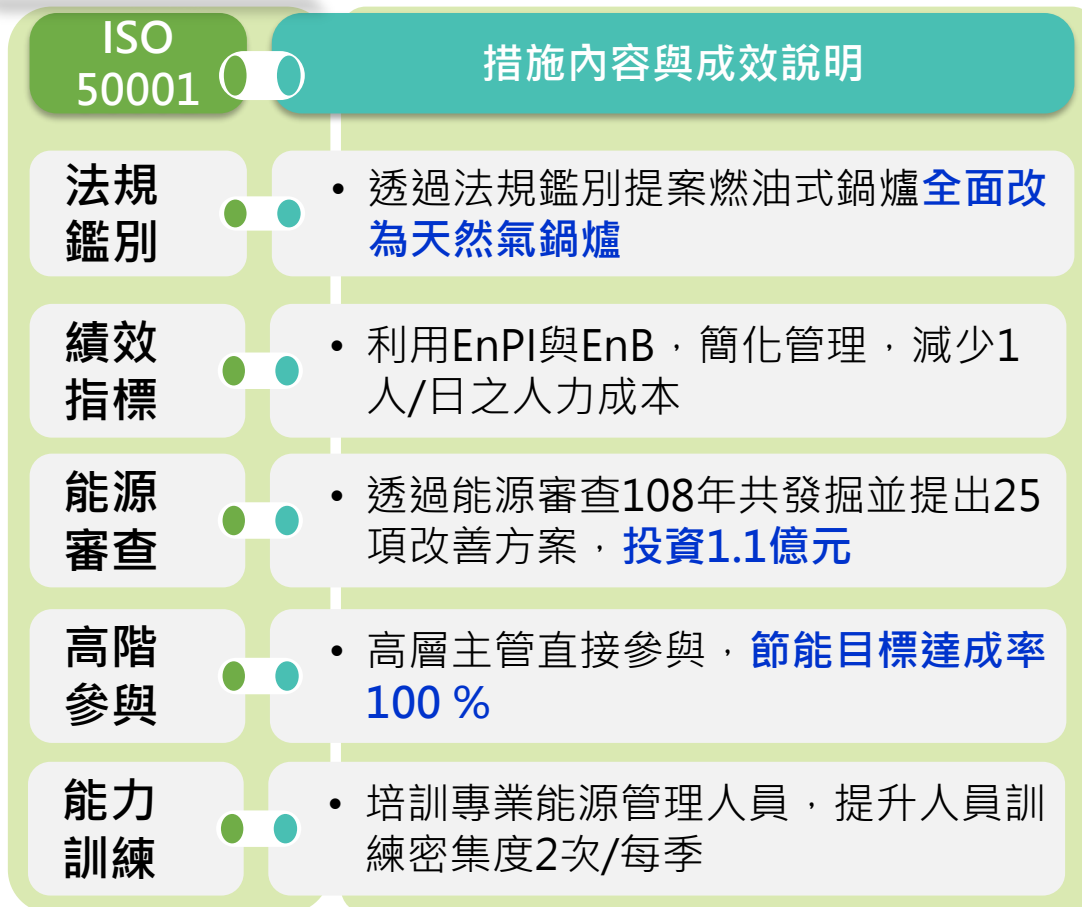 ISO
50001
措施內容與成效說明
法規
鑑別
• 透過法規鑑別提案燃油式鍋爐全面改
為天然氣鍋爐
績效
指標
• 利用EnPI與EnB，簡化管理，減少1
人/日之人力成本
能源
審查
• 透過能源審查108年共發掘並提出25
項改善方案，投資1.1億元
高階
參與
• 高層主管直接參與，節能目標達成率
100 %
能力
訓練
• 培訓專業能源管理人員，提升人員訓
練密集度2次/每季